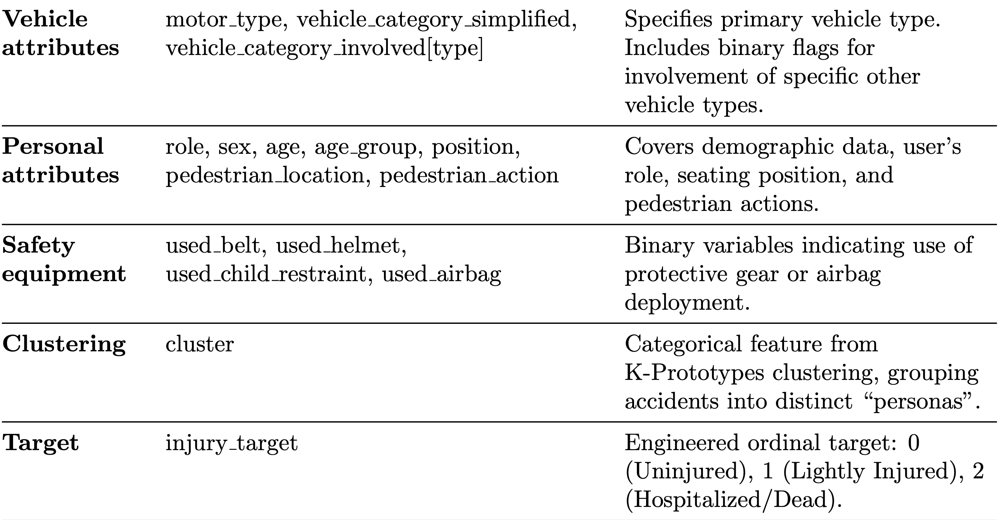 Vehicle attributes
motor_type, vehicle_category_simplified,
vehicle_category_involved[type]
Specifies primary vehicle type.
Includes binary flags for
involvement of specific other
vehicle types.
Personal attributes
role, sex, age, age_group, position,
pedestrian_location, pedestrian_action
Covers demographic data, user's
role, seating position, and
pedestrian actions.
Safety equipment
used_belt, used_helmet,
used_child_restraint, used_airbag
Binary variables indicating use of
protective gear or airbag
deployment.
Clustering
cluster
Categorical feature from
K-Prototypes clustering, grouping
accidents into distinct “personas”.
Target
injury_target
Engineered ordinal target: 0
(Uninjured), 1 (Lightly Injured), 2
(Hospitalized/Dead).